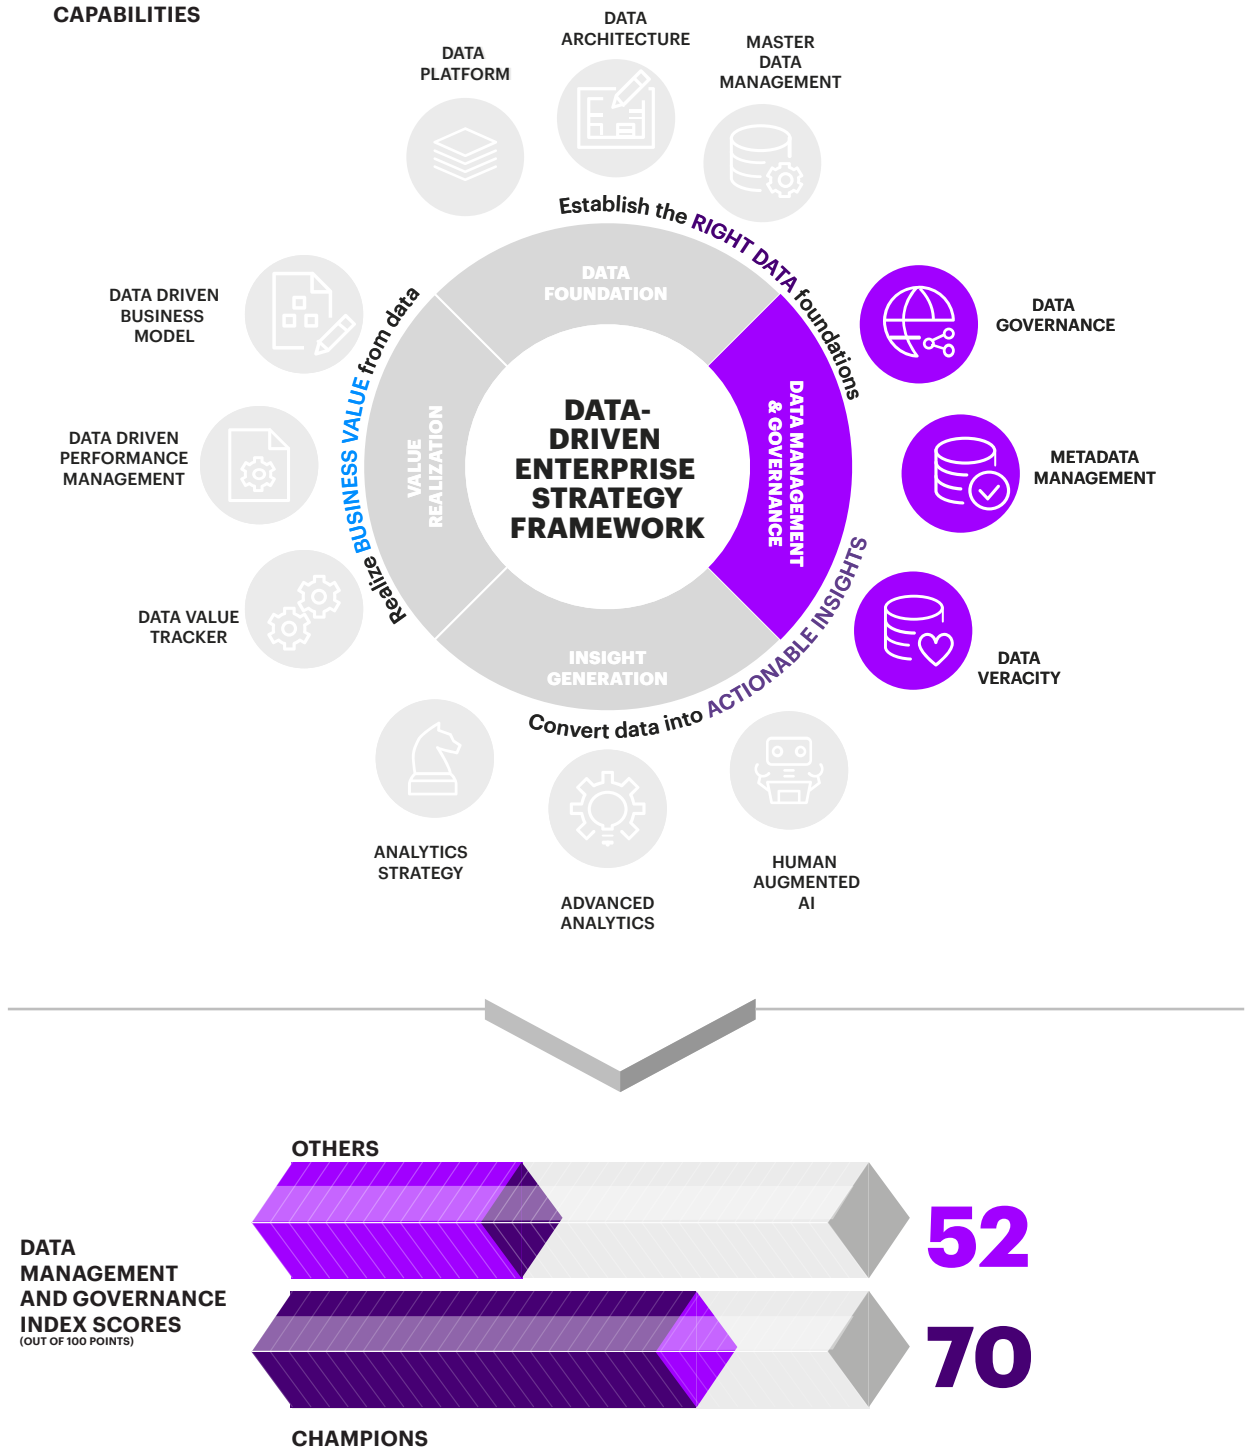 CAPABILITIES
DATA
ARCHITECTURE
DATA
PLATFORM
MASTER
DATA
MANAGEMENT
Establish the RIGHT DATA foundations
DATA
FOUNDATION
DATA DRIVEN
BUSINESS
MODEL
DATA
GOVERNANCE
Realize BUSINESS VALUE from data
DATA MANAGEMENT
& GOVERNANCE
VALUE
REALIZATION
DATA-
DRIVEN
ENTERPRISE
STRATEGY
FRAMEWORK
DATA DRIVEN
PERFORMANCE
MANAGEMENT
METADATA
MANAGEMENT
DATA VALUE
TRACKER
DATA
VERACITY
INSIGHT
GENERATION
Convert data into ACTIONABLE INSIGHTS
ANALYTICS
STRATEGY
ADVANCED
ANALYTICS
HUMAN
AUGMENTED
AI
OTHERS
52
DATA
MANAGEMENT
AND GOVERNANCE
INDEX SCORES
(OUT OF 100 POINTS)
70
CHAMPIONS